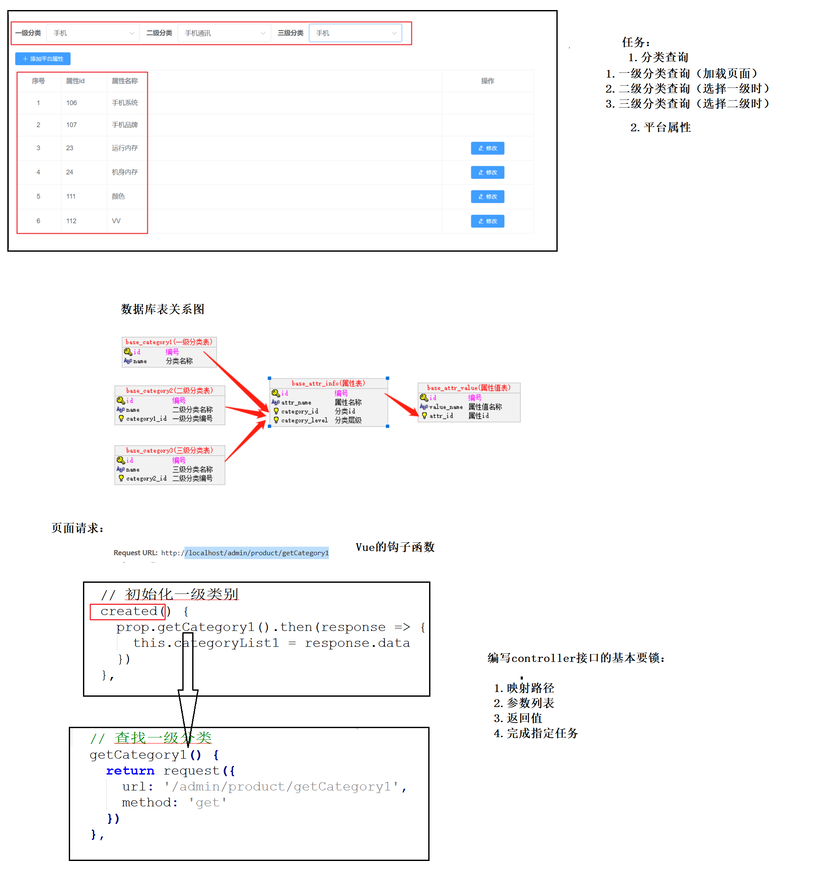 一级分类 手机 二级分类 手机通讯 三级分类 手机
+ 添加平台属性
序号 属性id 属性名称 操作
1 106 手机系统
2 107 手机品牌
3 23 运行内存 修改
4 24 机身内存 修改
5 111 颜色 修改
6 112 VV 修改
任务:
1.分类查询
1.一级分类查询（加载页面）
2.二级分类查询（选择一级时）
3.三级分类查询（选择二级时）
2.平台属性
数据库表关系图
base_category1(一级分类表)
id 编号
name 分类名称
base_category2(二级分类表)
id 编号
name 二级分类名称
category1_id 一级分类编号
base_category3(三级分类表)
id 编号
name 三级分类名称
category2_id 二级分类编号
base_attr_info(属性表)
id 编号
attr_name 属性名称
category_id 分类id
category_level 分类层级
base_attr_value(属性值表)
id 编号
value_name 属性值名称
attr_id 属性id
页面请求:
Request URL: http://localhost/admin/product/getCategory1
Vue的钩子函数
// 初始化一级类别
created() {
prop.getCategory1().then(response => {
this.categoryList1 = response.data
})
},
// 查找一级分类
getCategory1() {
return request({
url: '/admin/product/getCategory1',
method: 'get'
})
},
编写controller接口的基本要锁:
1.映射路径
2.参数列表
3.返回值
4.完成指定任务